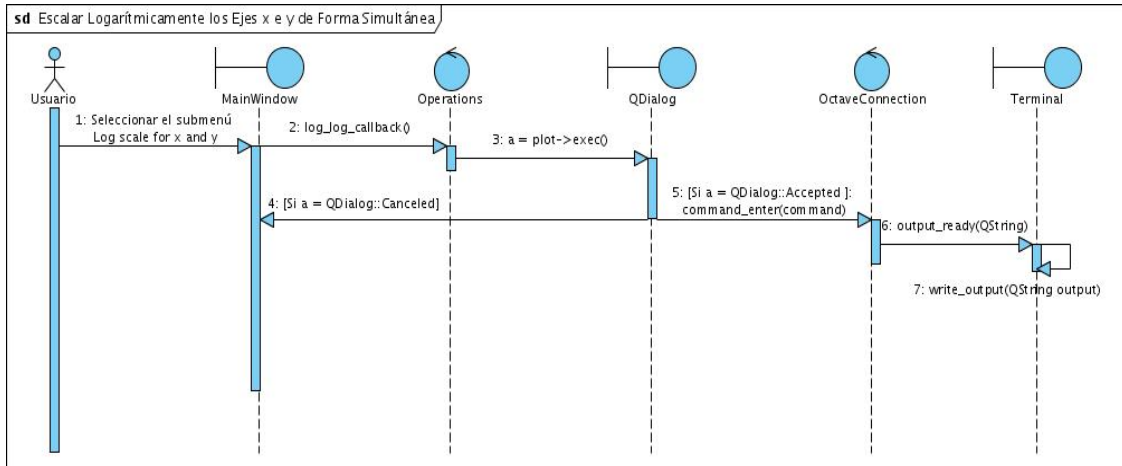 sd Escalar Logarítmicamente los Ejes x e y de Forma Simultánea
Usuario
MainWindow
Operations
QDialog
OctaveConnection
Terminal
1: Seleccionar el submenú
Log scale for x and y
2: log_log_callback()
3: a = plot->exec()
4: [Si a = QDialog::Canceled]
5: [Si a = QDialog::Accepted ]:
command_enter(command)
6: output_ready(QString)
7: write_output(QString output)